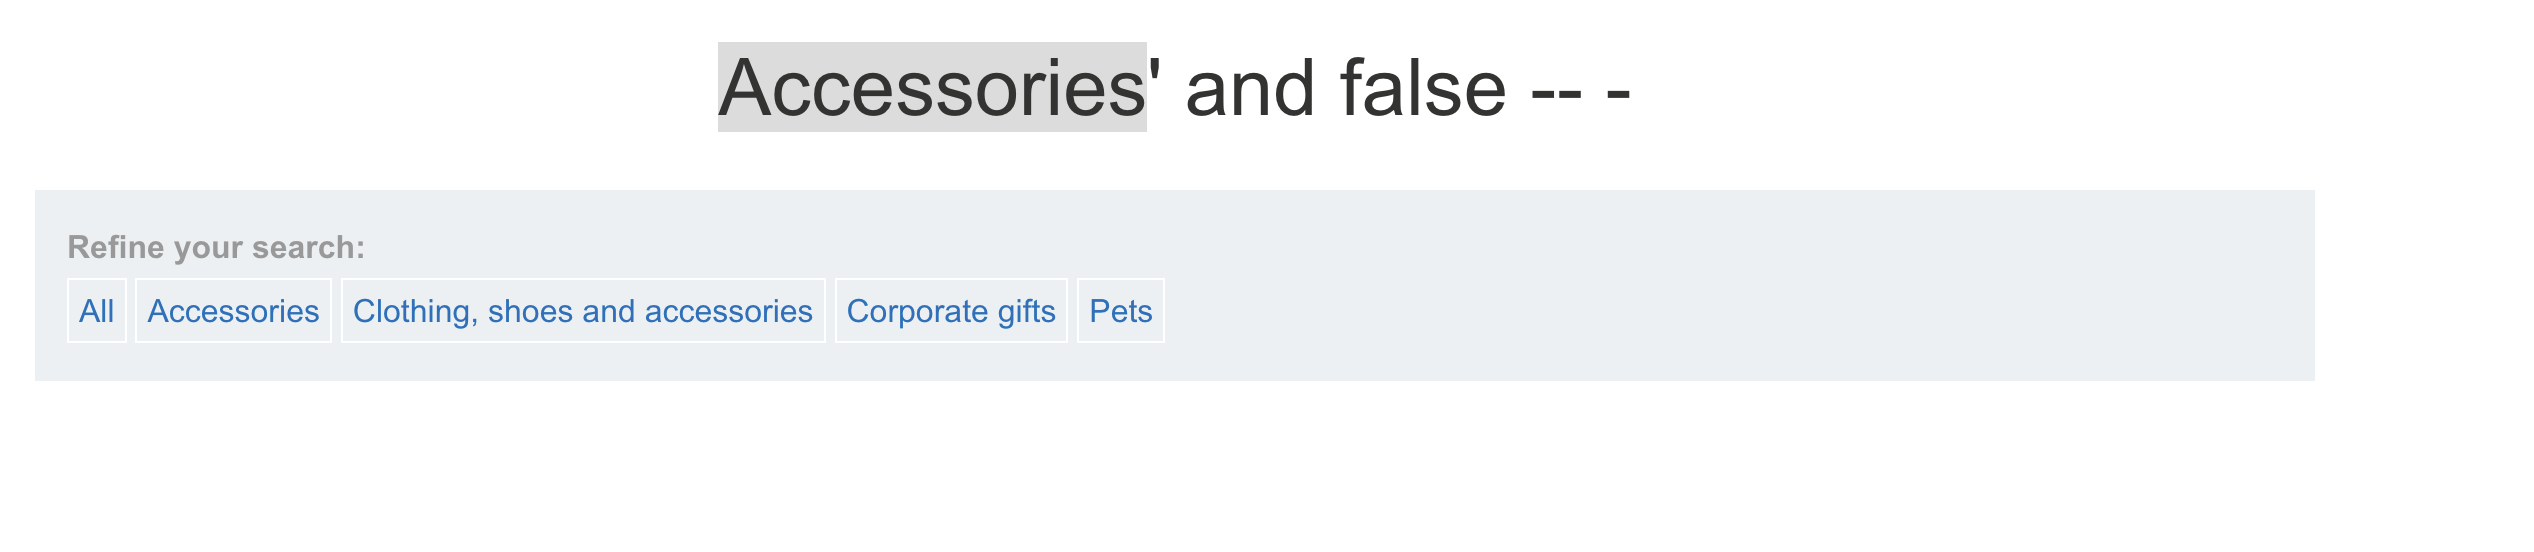 Accessories' and false -- -
Refine your search:
All Accessories Clothing, shoes and accessories Corporate gifts Pets